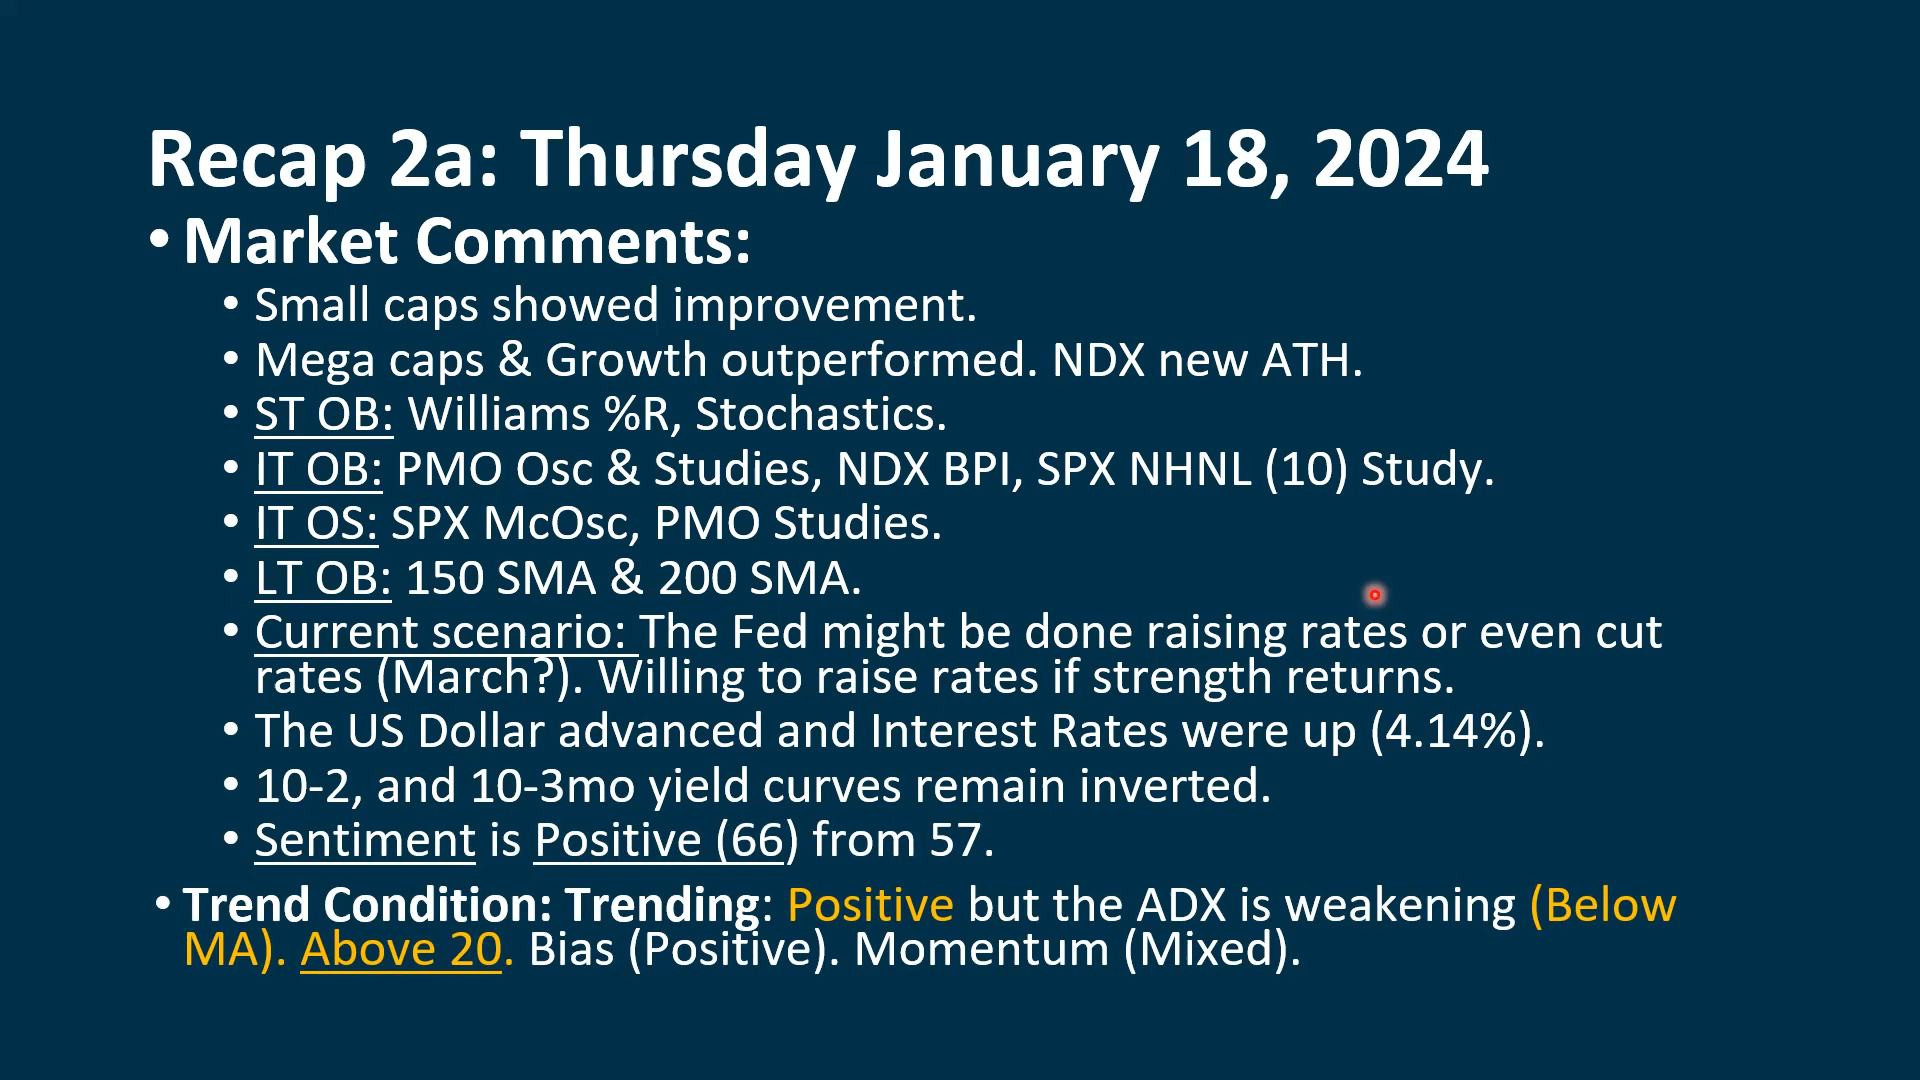 Recap 2a: Thursday January 18, 2024
• Market Comments:
• Small caps showed improvement.
• Mega caps & Growth outperformed. NDX new ATH.
• ST OB: Williams %R, Stochastics.
• IT OB: PMO Osc & Studies, NDX BPI, SPX NHNL (10) Study.
• IT OS: SPX McOsc, PMO Studies.
• LT OB: 150 SMA & 200 SMA.
• Current scenario: The Fed might be done raising rates or even cut
rates (March?). Willing to raise rates if strength returns.
• The US Dollar advanced and Interest Rates were up (4.14%).
• 10-2, and 10-3mo yield curves remain inverted.
• Sentiment is Positive (66) from 57.
• Trend Condition: Trending: Positive but the ADX is weakening (Below
MA). Above 20. Bias (Positive). Momentum (Mixed).